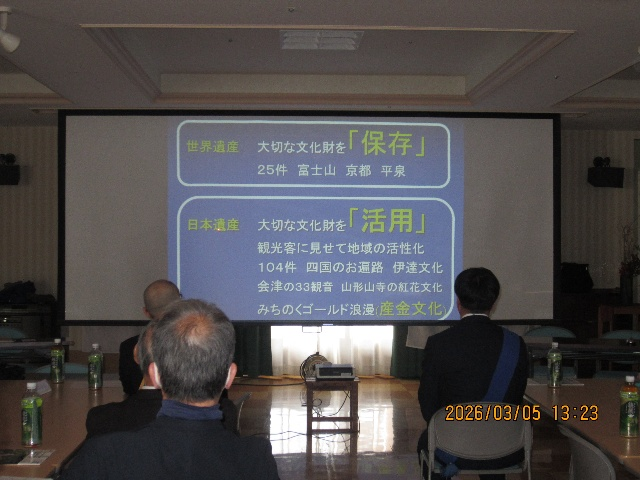 世界遺産 大切な文化財を「保存」
25件 富士山 京都 平泉
日本遺産 大切な文化財を「活用」
観光客に見せて地域の活性化
104件 四国のお遍路 伊達文化
会津の33観音 山形山寺の紅花文化
みちのくゴールド浪漫(産金文化)
2026/03/05 13:23